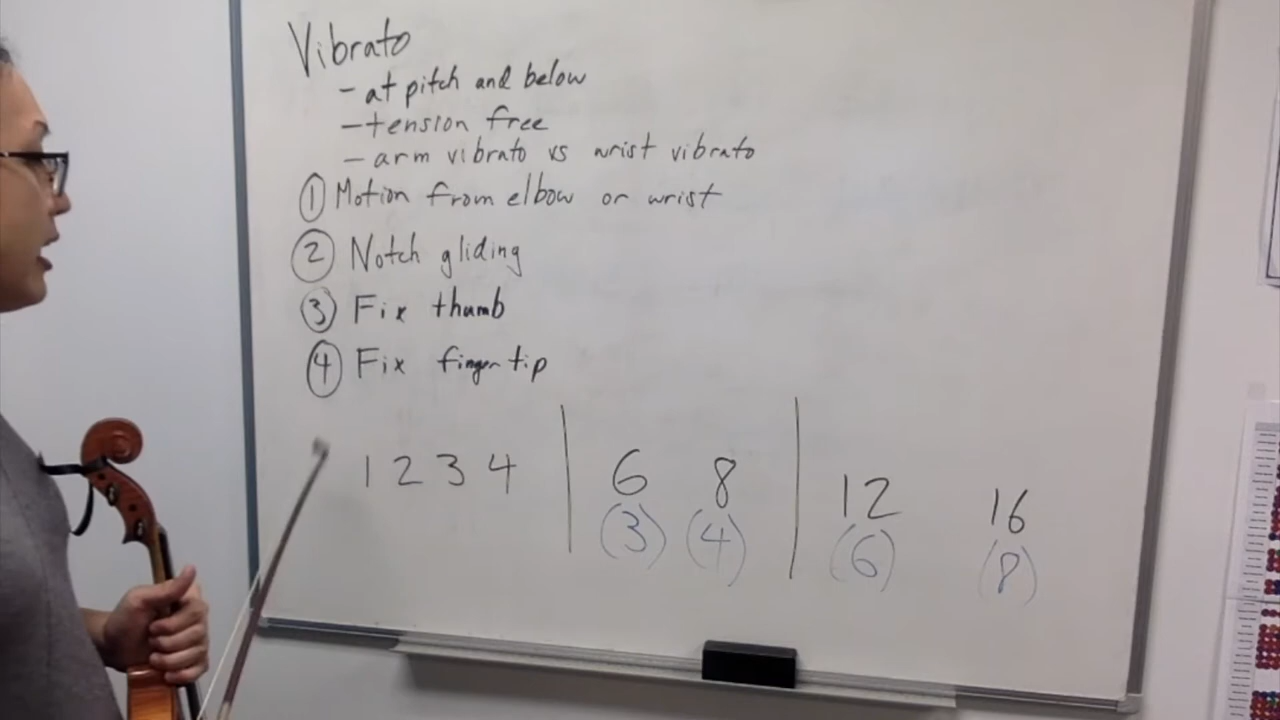 Vibrato
- at pitch and below
- tension free
- arm vibrato vs wrist vibrato
① Motion from elbow or wrist
② Notch gliding
③ Fix thumb
④ Fix finger tip
1 2 3 4 | 6 8 | 12 16
(3) (4) (6) (8)